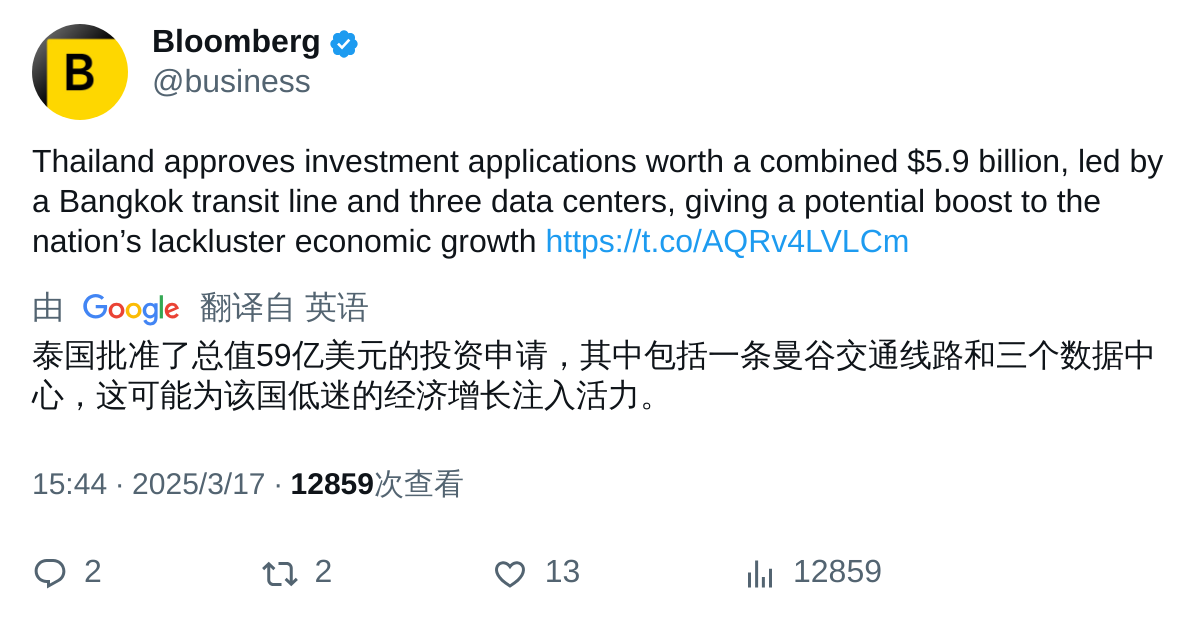 B
Bloomberg
@business
Thailand approves investment applications worth a combined $5.9 billion, led by
a Bangkok transit line and three data centers, giving a potential boost to the
nation’s lackluster economic growth https://t.co/AQRv4LVLCm
由 Google 翻译自 英语
泰国批准了总值59亿美元的投资申请，其中包括一条曼谷交通线路和三个数据中
心，这可能为该国低迷的经济增长注入活力。
15:44 · 2025/3/17 · 12859次查看
2 2 13 12859